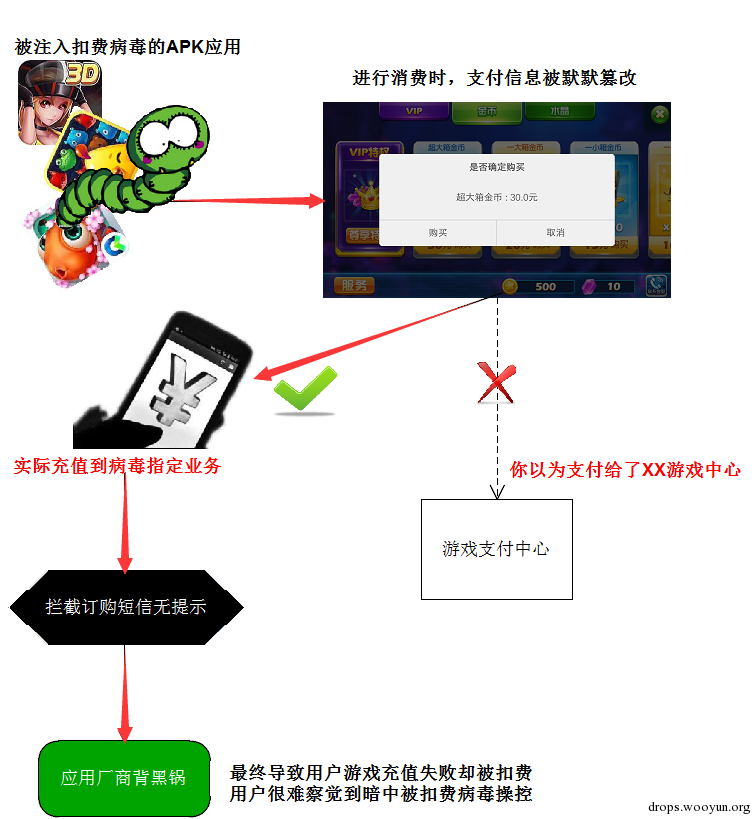 被注入扣费病毒的APK应用
3D
进行消费时，支付信息被默默篡改
VIP
金币
水晶
VIP特权
超大箱金币
一大箱金币
一小箱金币
是否确定购买
超大箱金币 : 30.0元
购买
取消
服务
500
10
¥
实际充值到病毒指定业务
你以为支付给了XX游戏中心
游戏支付中心
拦截订购短信无提示
应用厂商背黑锅
最终导致用户游戏充值失败却被扣费
用户很难察觉到暗中被扣费病毒操控
drops.wooyun.org